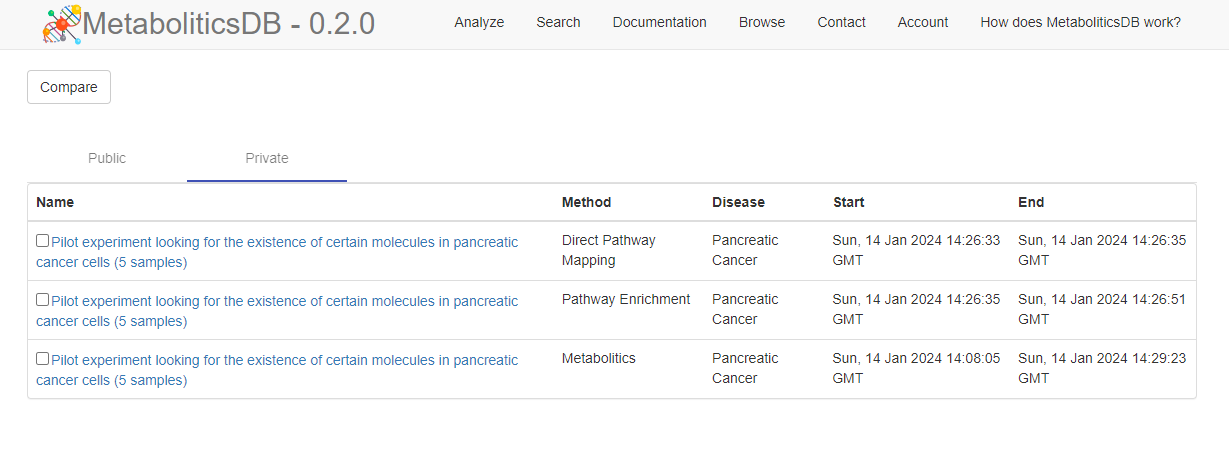 MetaboliticsDB - 0.2.0
Analyze Search Documentation Browse Contact Account How does MetaboliticsDB work?
Compare
Public Private
Name Method Disease Start End
Pilot experiment looking for the existence of certain molecules in pancreatic Direct Pathway Pancreatic Sun, 14 Jan 2024 14:26:33 Sun, 14 Jan 2024 14:26:35
cancer cells (5 samples) Mapping Cancer GMT GMT
Pilot experiment looking for the existence of certain molecules in pancreatic Pathway Enrichment Pancreatic Sun, 14 Jan 2024 14:26:35 Sun, 14 Jan 2024 14:26:51
cancer cells (5 samples) Cancer GMT GMT
Pilot experiment looking for the existence of certain molecules in pancreatic Metabolitics Pancreatic Sun, 14 Jan 2024 14:08:05 Sun, 14 Jan 2024 14:29:23
cancer cells (5 samples) Cancer GMT GMT